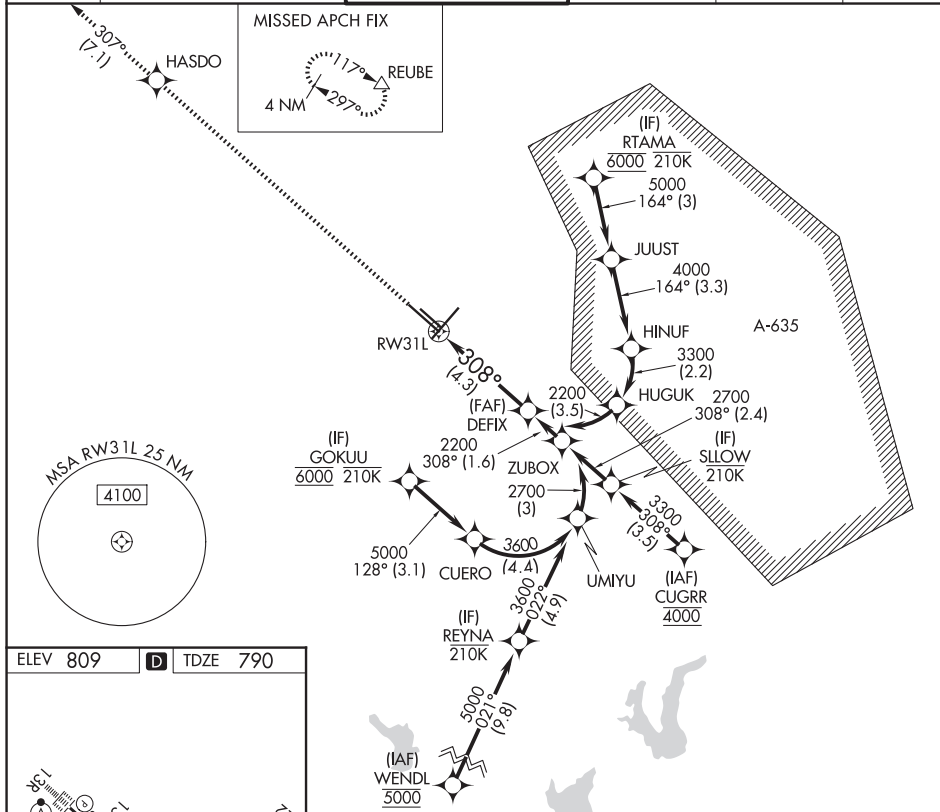 MISSED APCH FIX
117°
REUBE
4 NM
297°
307°
(7.1)
HASDO
(IF)
RTAMA
6000 210K
5000
164° (3)
JUUST
4000
164° (3.3)
HINUF
A-635
3300
(2.2)
RW31L
308°
(4.3)
HUGUK
2200
(3.5)
2700
308° (2.4)
(FAF)
DEFIX
2200
308° (1.6)
ZUBOX
(IF)
SLLOW
210K
(IF)
GOKUU
6000 210K
MSA RW31L 25 NM
4100
2700
(3)
3300
308°
(3.5)
5000
128° (3.1)
CUERO
3600
(4.4)
UMIYU
(IAF)
CUGRR
4000
3600
022°
(4.9)
(IF)
REYNA
210K
ELEV 809
D
TDZE 790
5000
021°
(9.8)
(IAF)
WENDL
5000
13R
P